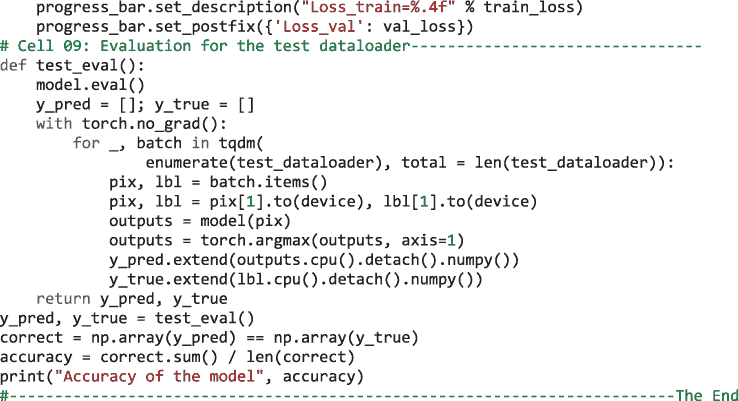 progress_bar.set_description("Loss_train=%.4f" % train_loss)
    progress_bar.set_postfix({'Loss_val': val_loss})
# Cell 09: Evaluation for the test dataloader--------------------------------
def test_eval():
    model.eval()
    y_pred = []; y_true = []
    with torch.no_grad():
        for _, batch in tqdm(
                enumerate(test_dataloader), total = len(test_dataloader)):
            pix, lbl = batch.items()
            pix, lbl = pix[1].to(device), lbl[1].to(device)
            outputs = model(pix)
            outputs = torch.argmax(outputs, axis=1)
            y_pred.extend(outputs.cpu().detach().numpy())
            y_true.extend(lbl.cpu().detach().numpy())
    return y_pred, y_true
y_pred, y_true = test_eval()
correct = np.array(y_pred) == np.array(y_true)
accuracy = correct.sum() / len(correct)
print("Accuracy of the model", accuracy)
#-------------------------------------------------------------------------The End